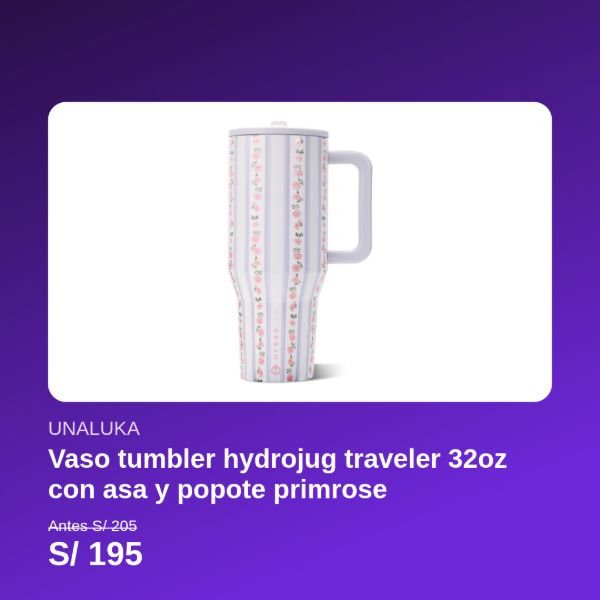 UNALUKA
Vaso tumbler hydrojug traveler 32oz
con asa y popote primrose
Antes S/ 205
S/ 195